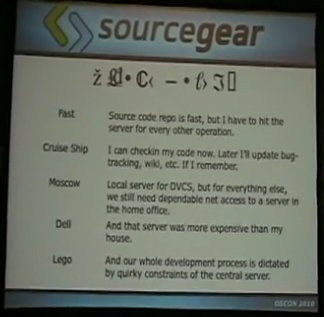 sourcegear
Fast
Source code repo is fast, but I have to hit the
server for every other operation.
Cruise Ship
I can checkin my code now. Later I'll update bug-
tracking, wiki, etc. If I remember.
Moscow
Local server for DVCS, but for everything else,
we still need dependable net access to a server in
the home office.
Dell
And that server was more expensive than my
house.
Lego
And our whole development process is dictated
by quirky constraints of the central server.
OSCON 2010